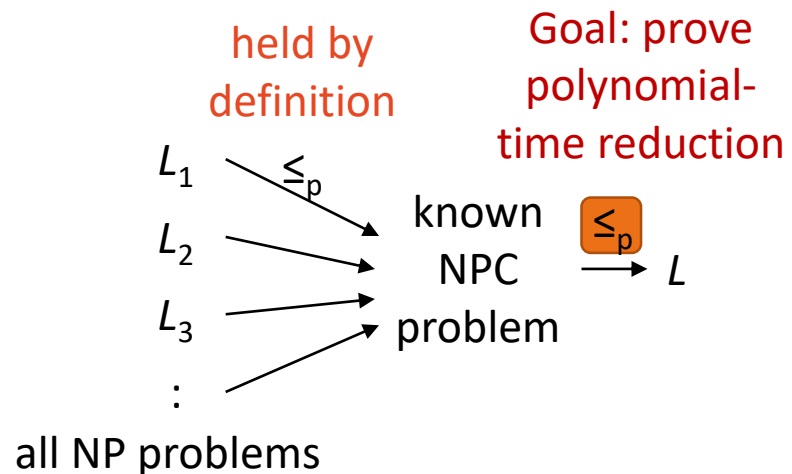 held by
definition
Goal: prove
polynomial-
time reduction
L₁
≤ₚ
known
≤ₚ
L₂
NPC
L
L₃
problem
:
all NP problems